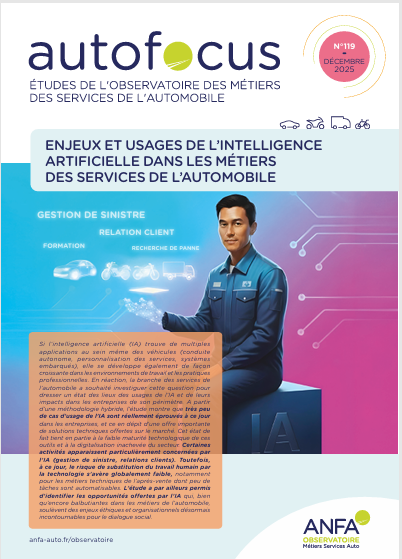 autofocus
N°119
-
DÉCEMBRE
2025
ÉTUDES DE L'OBSERVATOIRE DES MÉTIERS
DES SERVICES DE L'AUTOMOBILE
ENJEUX ET USAGES DE L'INTELLIGENCE
ARTIFICIELLE DANS LES MÉTIERS
DES SERVICES DE L'AUTOMOBILE
GESTION DE SINISTRE
RELATION CLIENT
FORMATION
RECHERCHE DE PANNE
Si l'intelligence artificielle (IA) trouve de multiples
applications au sein même des véhicules (conduite
autonome, personnalisation des services, systèmes
embarqués), elle se développe également de façon
croissante dans les environnements de travail et les pratiques
professionnelles. En réaction, la branche des services de
l'automobile a souhaité investiguer cette question pour
dresser un état des lieux des usages de l'IA et de leurs
impacts dans les entreprises de son périmètre. A partir
d'une méthodologie hybride, l'étude montre que très peu
de cas d'usage de l'IA sont réellement éprouvés à ce jour
dans les entreprises, et ce en dépit d'une offre importante
de solutions techniques offertes sur le marché. Cet état de
fait tient en partie à la faible maturité technologique de ces
outils et à la digitalisation inachevée du secteur. Certaines
activités apparaissent particulièrement concernées par
l'IA (gestion de sinistre, relations clients). Toutefois,
à ce jour, le risque de substitution du travail humain par
la technologie s'avère globalement faible, notamment
pour les métiers techniques de l'après-vente dont peu de
tâches sont automatisables. L'étude a par ailleurs permis
d'identifier les opportunités offertes par l'IA qui, bien
qu'encore balbutiantes dans les métiers de l'automobile,
soulèvent des enjeux éthiques et organisationnels désormais
incontournables pour le dialogue social.
IA
anfa-auto.fr/observatoire
ANFA
OBSERVATOIRE
Métiers Services Auto